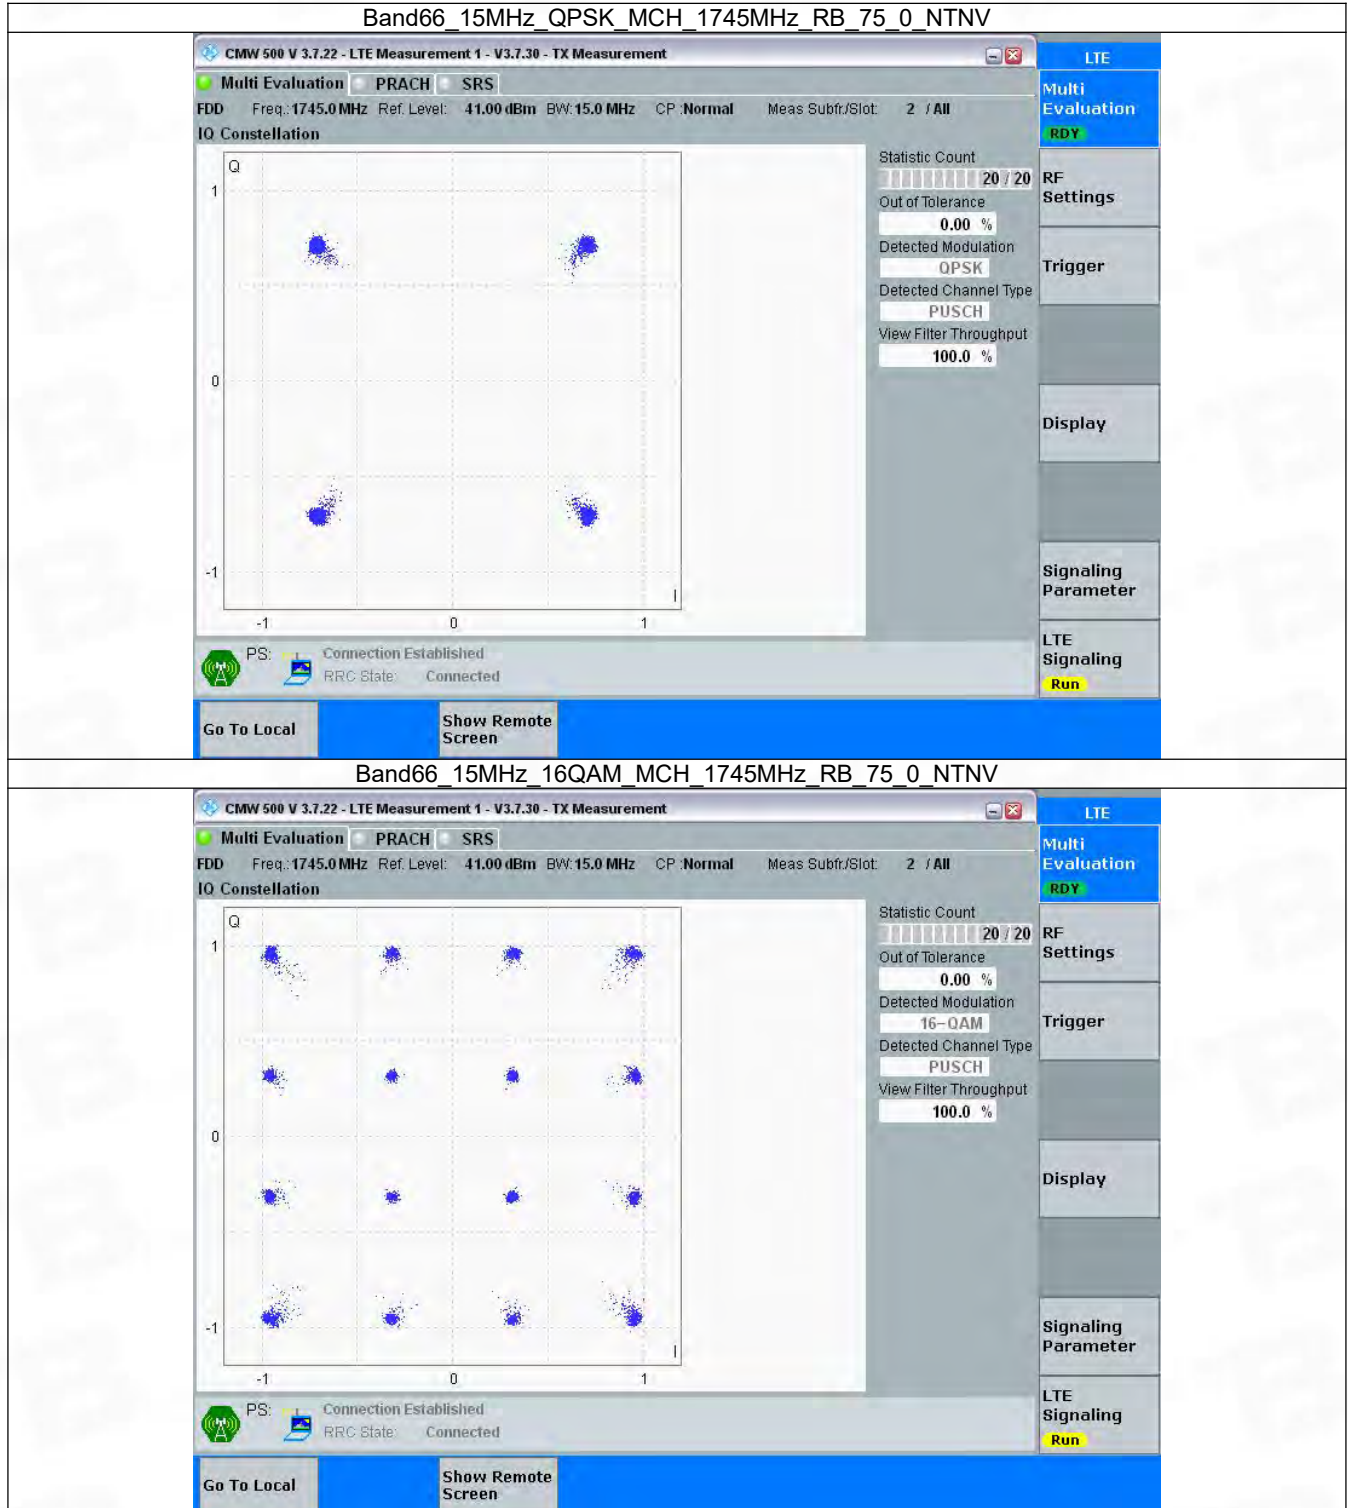 Band66_15MHz_QPSK_MCH_1745MHz_RB_75_0_NTNV
CMW 500 V 3.7.22 - LTE Measurement 1 - V3.7.30 - TX Measurement
LTE
Multi Evaluation PRACH SRS
Multi
Evaluation
RDY
FDD Freq.:1745.0 MHz Ref. Level: 41.00 dBm BW:15.0 MHz CP :Normal Meas Subfr./Slot: 2 / All
IQ Constellation
Q
1
0
-1
I
-1 0 1
Statistic Count
20 / 20
Out of Tolerance
0.00 %
Detected Modulation
QPSK
Detected Channel Type
PUSCH
View Filter Throughput
100.0 %
RF
Settings
Trigger
Display
Signaling
Parameter
LTE
Signaling
Run
PS: Connection Established
RRC State: Connected
Go To Local
Show Remote
Screen
Band66_15MHz_16QAM_MCH_1745MHz_RB_75_0_NTNV
CMW 500 V 3.7.22 - LTE Measurement 1 - V3.7.30 - TX Measurement
LTE
Multi Evaluation PRACH SRS
Multi
Evaluation
RDY
FDD Freq.:1745.0 MHz Ref. Level: 41.00 dBm BW:15.0 MHz CP :Normal Meas Subfr./Slot: 2 / All
IQ Constellation
Q
1
0
-1
I
-1 0 1
Statistic Count
20 / 20
Out of Tolerance
0.00 %
Detected Modulation
16-QAM
Detected Channel Type
PUSCH
View Filter Throughput
100.0 %
RF
Settings
Trigger
Display
Signaling
Parameter
LTE
Signaling
Run
PS: Connection Established
RRC State: Connected
Go To Local
Show Remote
Screen